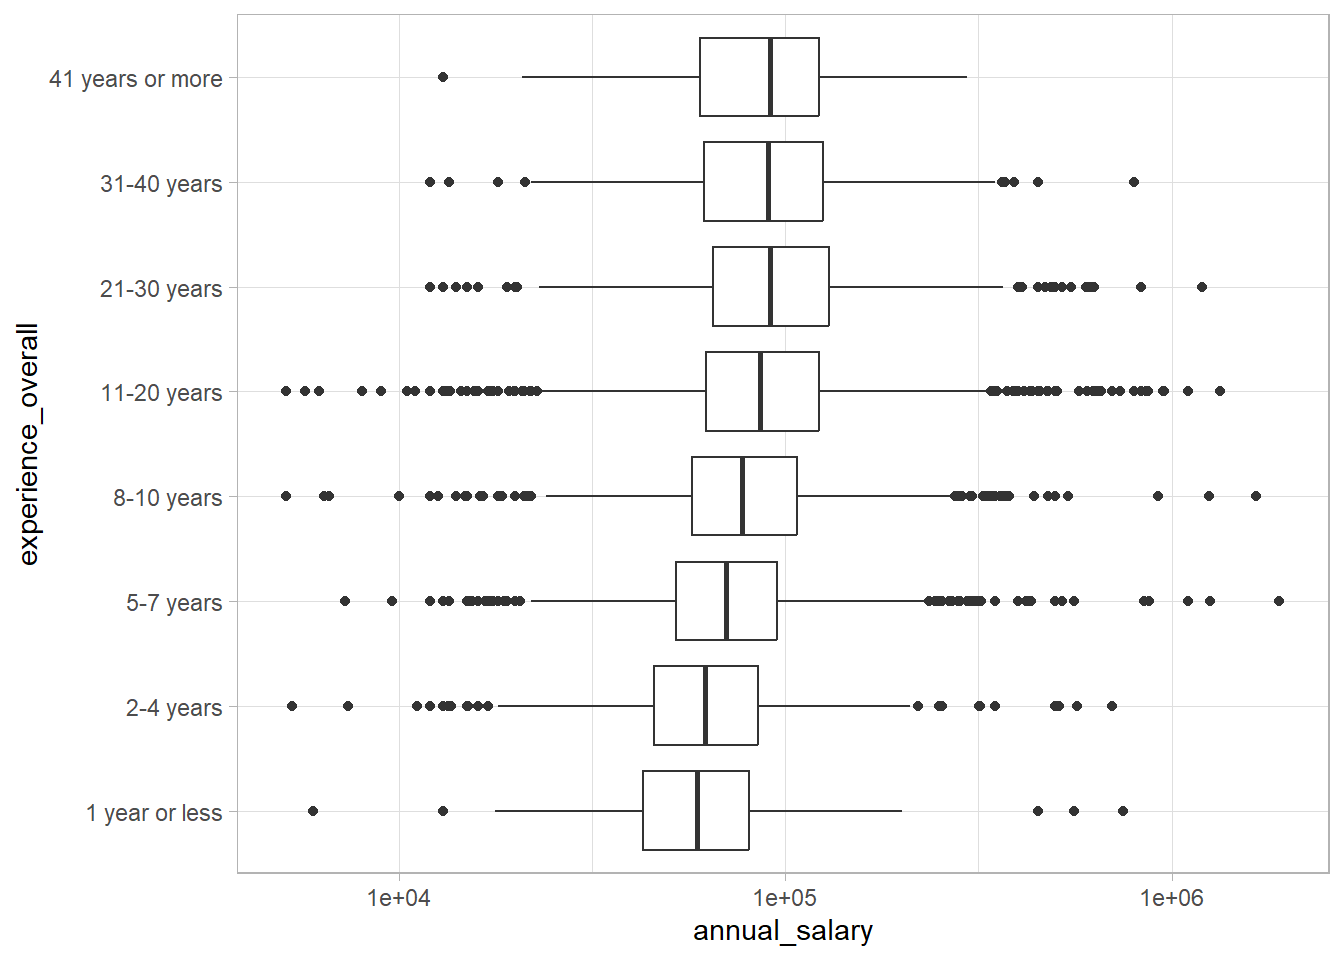 41 years or more
31-40 years
21-30 years
11-20 years
8-10 years
5-7 years
2-4 years
1 year or less
experience_overall
1e+04 1e+05 1e+06
annual_salary